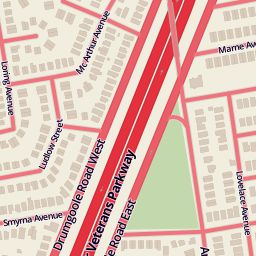 Mc Arthur Avenue
Marne Av
Loring Avenue
Ludlow Street
Drumgoole Road West
Veterans Parkway
e Road East
Lovelace Avenue
Smyrna Avenue